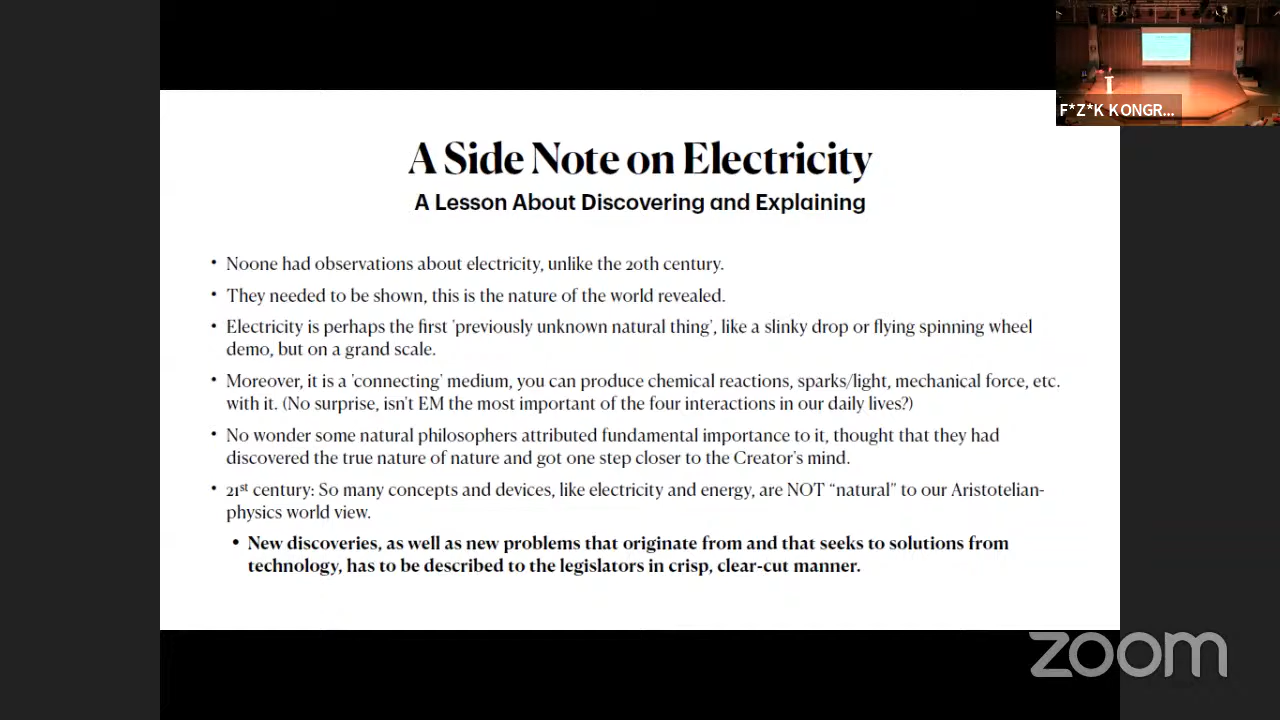 F*Z*K KONGR...
A Side Note on Electricity
A Lesson About Discovering and Explaining
• Noone had observations about electricity, unlike the 20th century.
• They needed to be shown, this is the nature of the world revealed.
• Electricity is perhaps the first 'previously unknown natural thing', like a slinky drop or flying spinning wheel
demo, but on a grand scale.
• Moreover, it is a 'connecting' medium, you can produce chemical reactions, sparks/light, mechanical force, etc.
with it. (No surprise, isn't EM the most important of the four interactions in our daily lives?)
• No wonder some natural philosophers attributed fundamental importance to it, thought that they had
discovered the true nature of nature and got one step closer to the Creator's mind.
• 21st century: So many concepts and devices, like electricity and energy, are NOT “natural” to our Aristotelian-
physics world view.
• New discoveries, as well as new problems that originate from and that seeks to solutions from
technology, has to be described to the legislators in crisp, clear-cut manner.
zoom